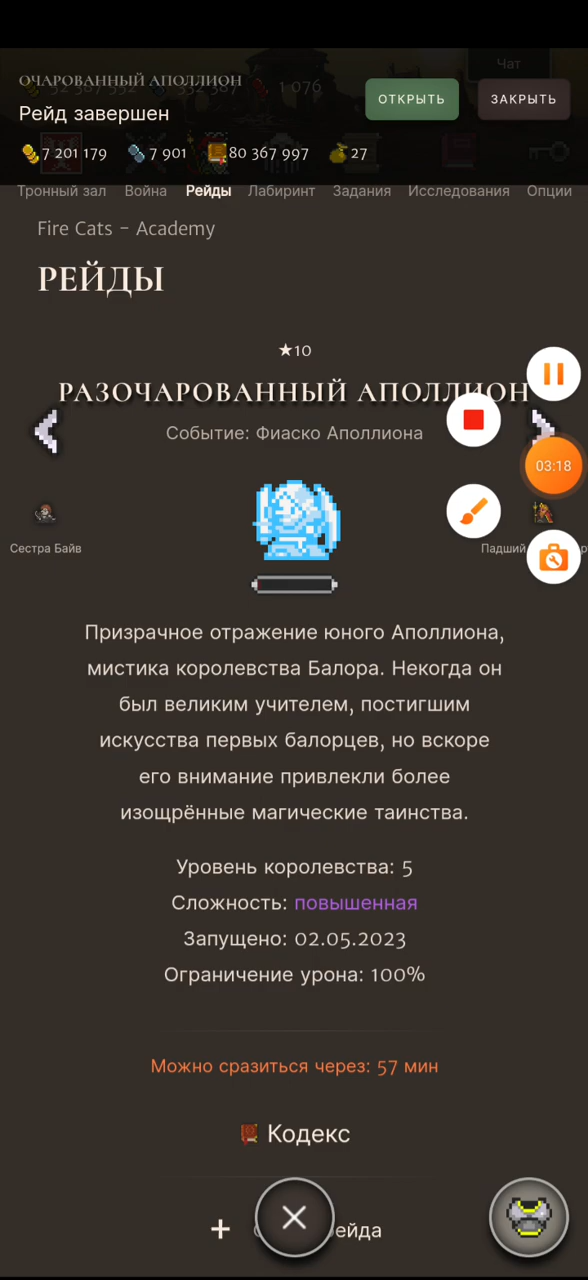 ОЧАРОВАННЫЙ АПОЛЛИОН
1 076
Чат
Рейд завершен
ОТКРЫТЬ
ЗАКРЫТЬ
7 201 179 7 901 80 367 997 27
Тронный зал Война Рейды Лабиринт Задания Исследования Опции
Fire Cats - Academy
РЕЙДЫ
★10
РАЗОЧАРОВАННЫЙ АПОЛЛИОН
Событие: Фиаско Аполлиона
03:18
Сестра Байв
Падший
Призрачное отражение юного Аполлиона,
мистика королевства Балора. Некогда он
был великим учителем, постигшим
искусства первых балорцев, но вскоре
его внимание привлекли более
изощрённые магические таинства.
Уровень королевства: 5
Сложность: повышенная
Запущено: 02.05.2023
Ограничение урона: 100%
Можно сразиться через: 57 мин
Кодекс
+